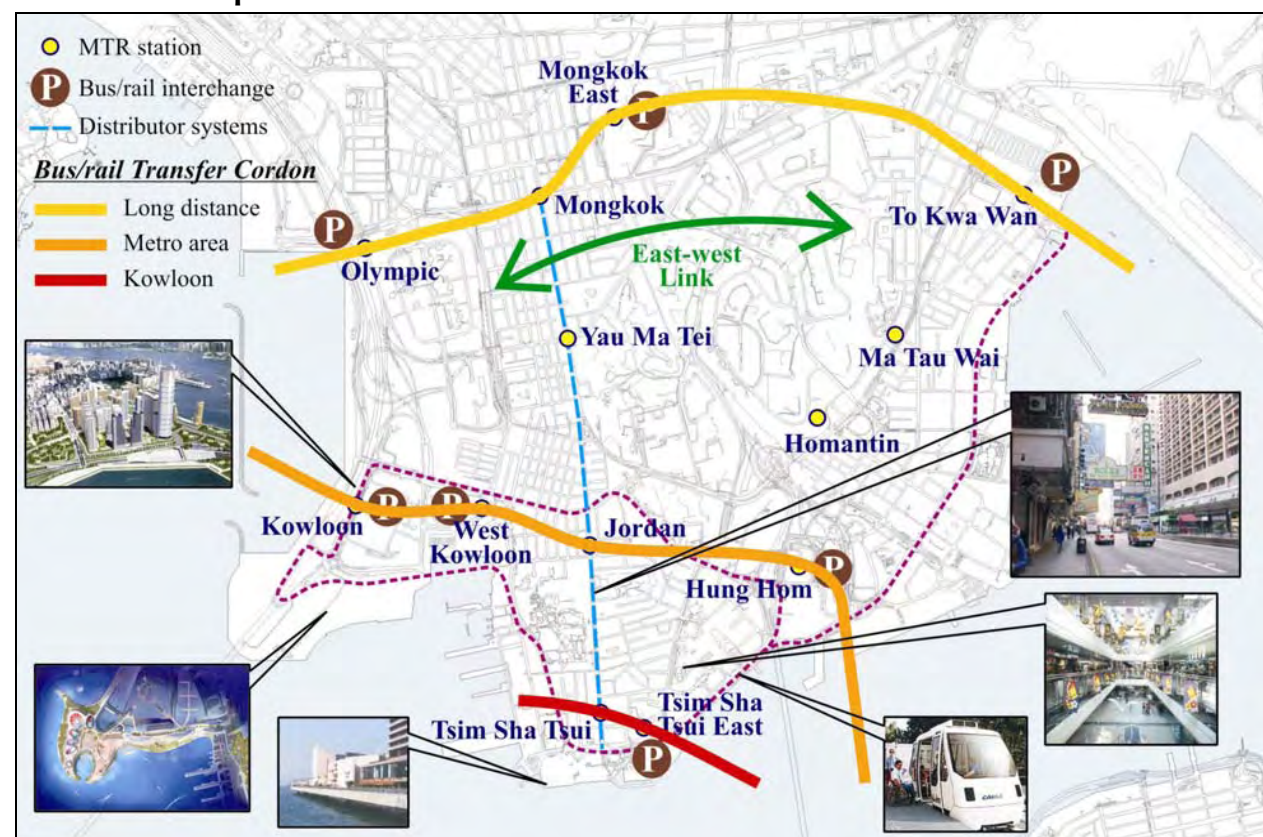 MTR station
P
Bus/rail interchange
Distributor systems
Bus/rail Transfer Cordon
Long distance
Metro area
Kowloon
Mongkok
East
P
Mongkok
P
Olympic
P
To Kwa Wan
East-west
Link
Yau Ma Tei
Ma Tau Wai
Homantin
Kowloon
P
P
West
Kowloon
Jordan
Hung Hom
P
Tsim Sha Tsui
Tsim Sha
Tsui East
P